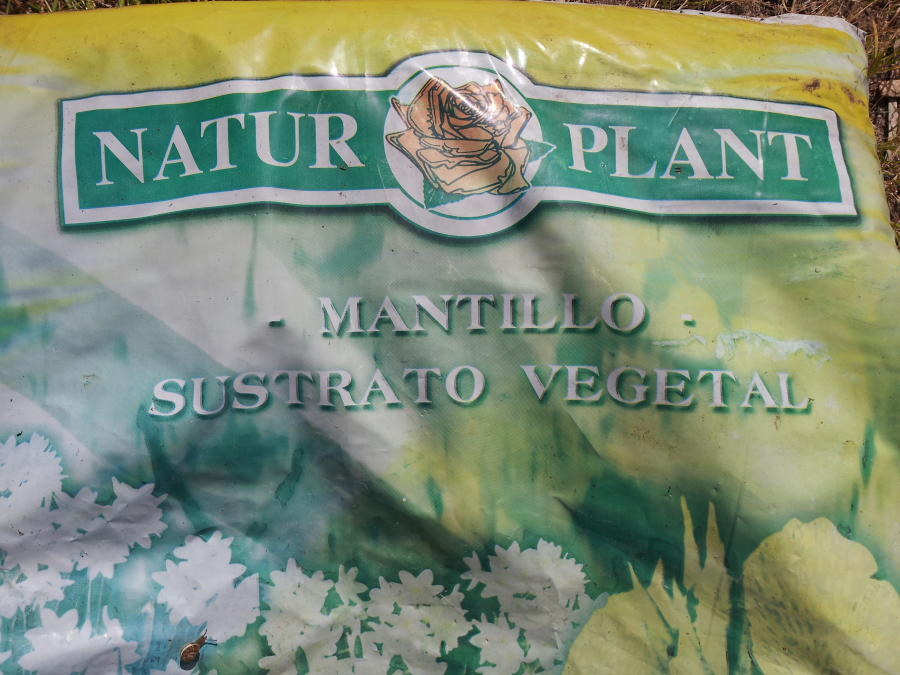 NATUR PLANT
- MANTILLO -
SUSTRATO VEGETAL